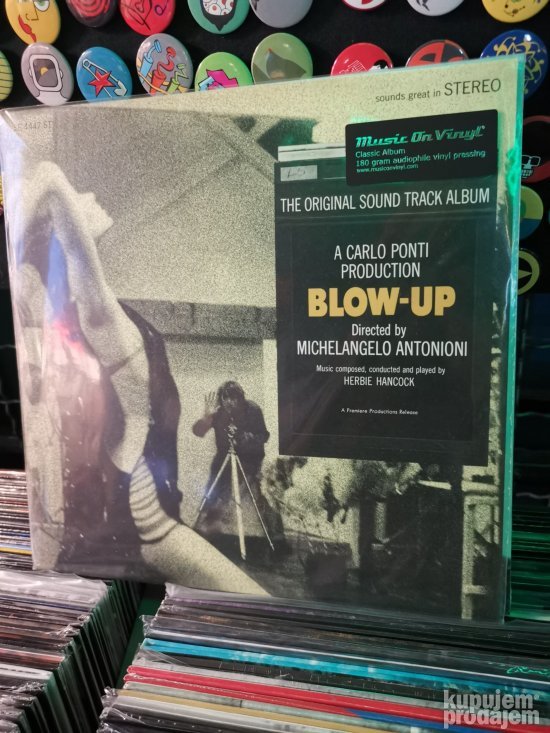 sounds great in STEREO
Music On Vinyl
Classic Album
180 gram audiophile vinyl pressing
www.musiconvinyl.com
THE ORIGINAL SOUND TRACK ALBUM
A CARLO PONTI
PRODUCTION
BLOW-UP
Directed by
MICHELANGELO ANTONIONI
Music composed, conducted and played by
HERBIE HANCOCK
A Premiere Productions Release
kupujem
prodajem